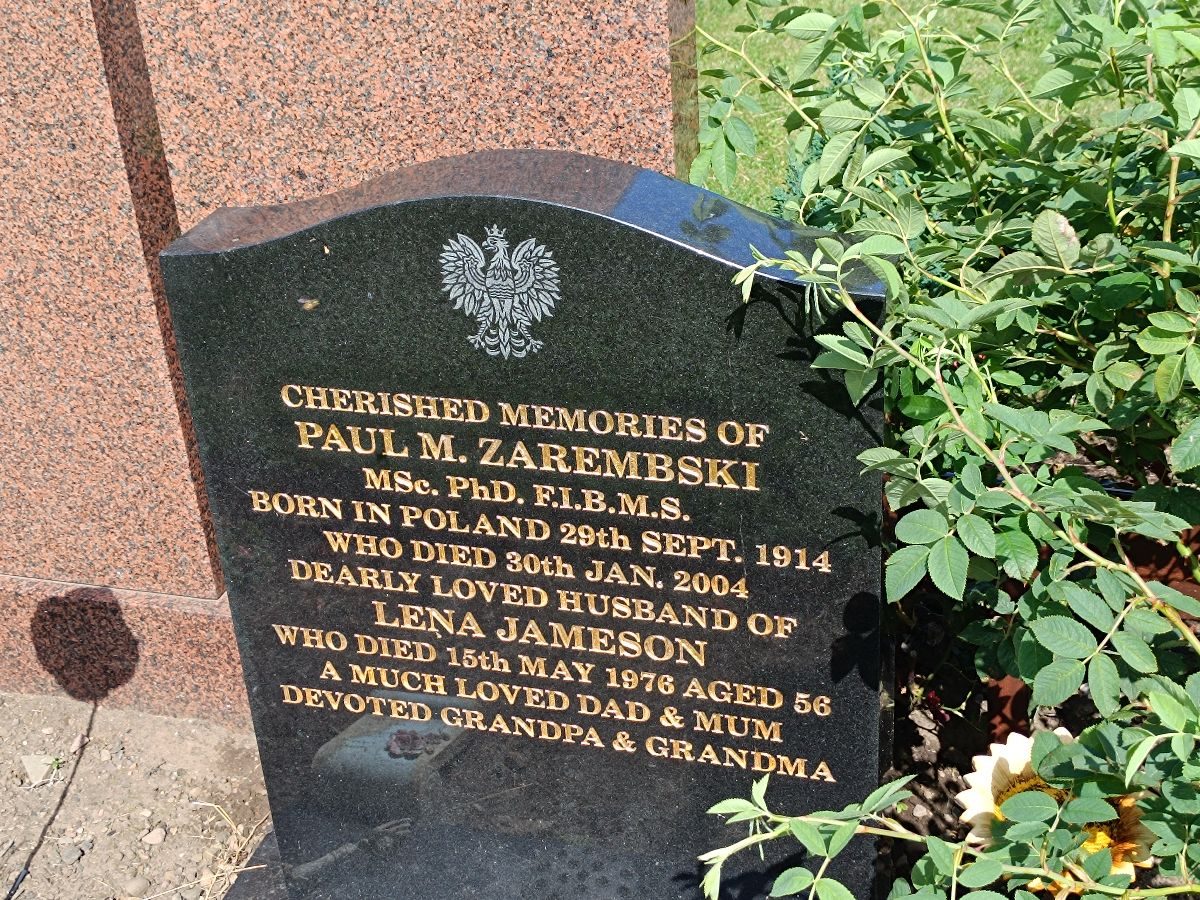 CHERISHED MEMORIES OF
PAUL M. ZAREMBSKI
MSc. PhD. F.I.B.M.S.
BORN IN POLAND 29th SEPT. 1914
WHO DIED 30th JAN. 2004
DEARLY LOVED HUSBAND OF
LENA JAMESON
WHO DIED 15th MAY 1976 AGED 56
A MUCH LOVED DAD & MUM
DEVOTED GRANDPA & GRANDMA